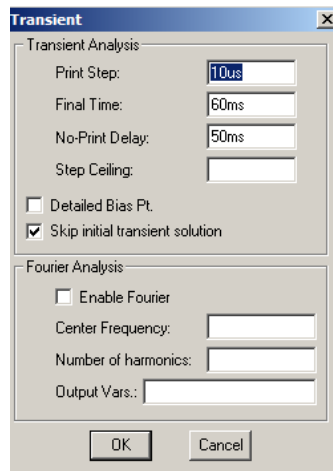 Transient
Transient Analysis
Print Step: 10us
Final Time: 60ms
No-Print Delay: 50ms
Step Ceiling:
Detailed Bias Pt.
Skip initial transient solution
Fourier Analysis
Enable Fourier
Center Frequency:
Number of harmonics:
Output Vars.:
OK Cancel